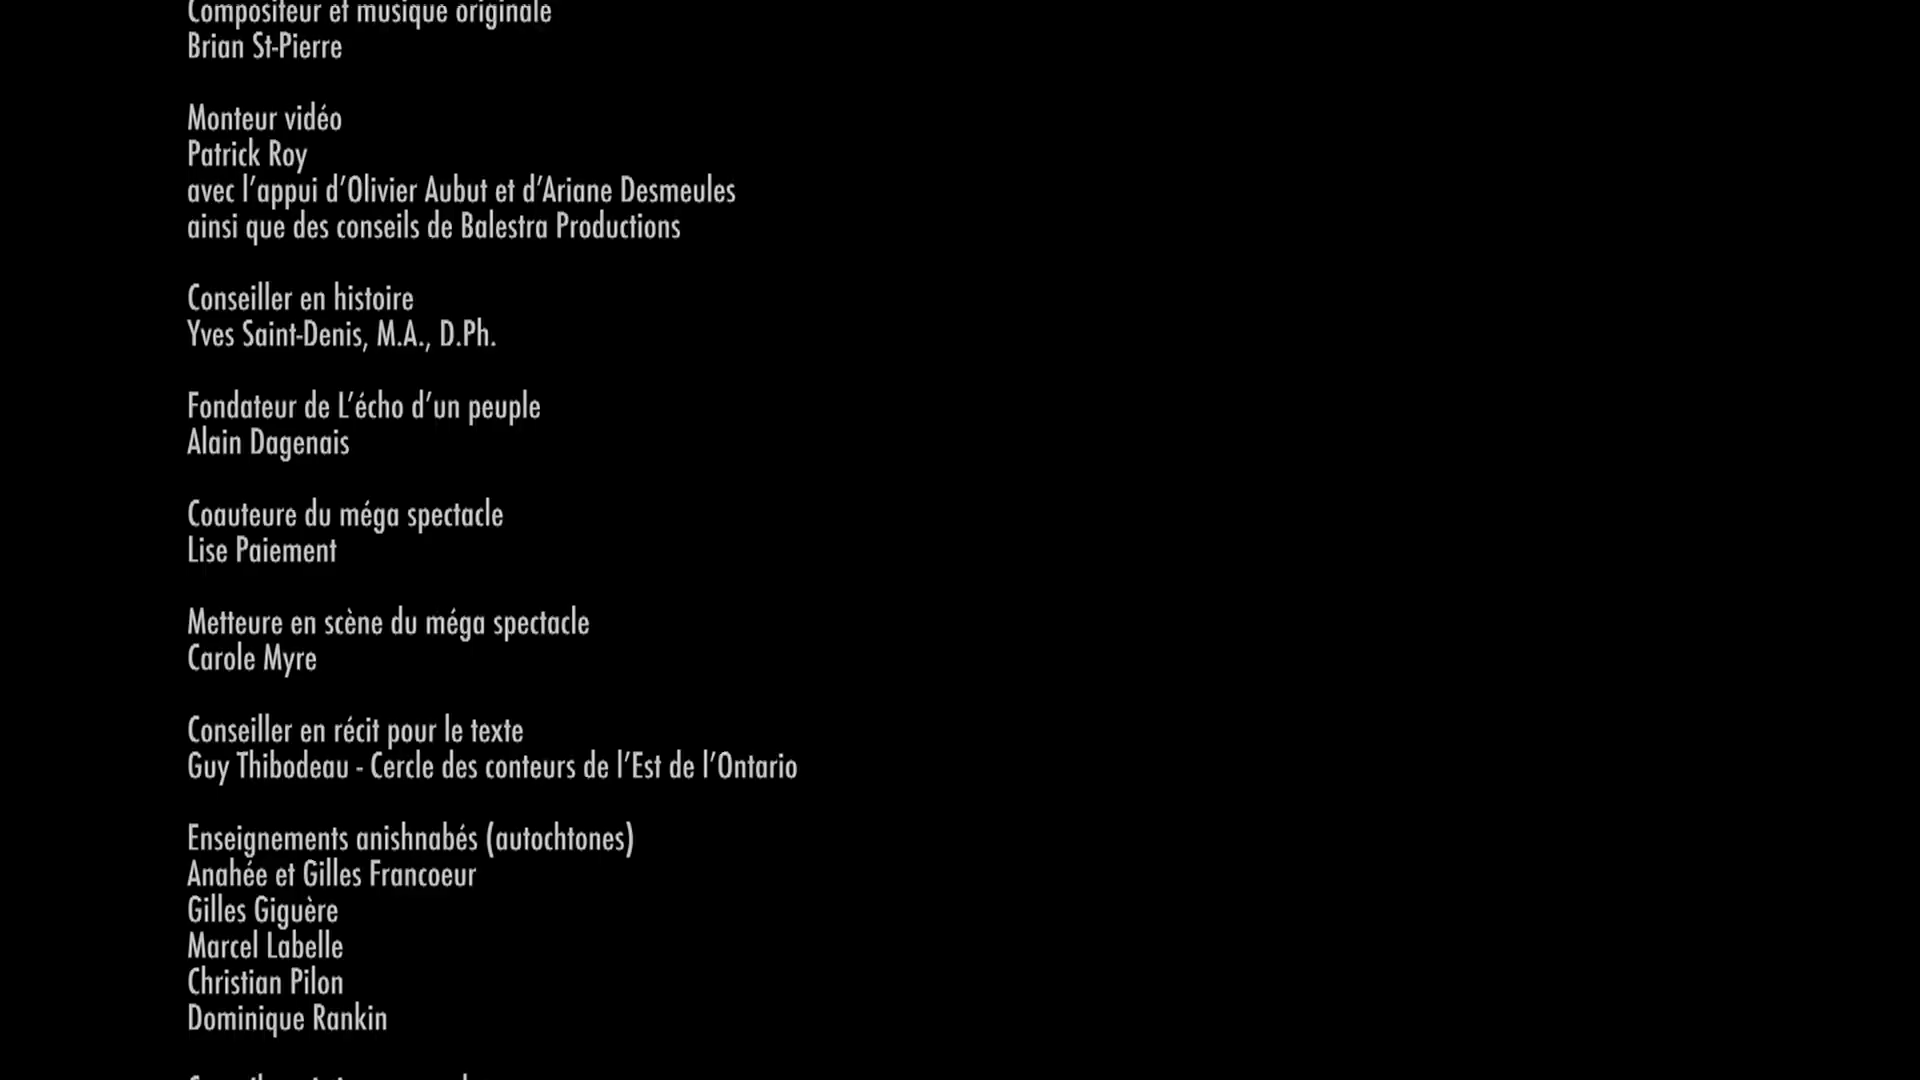 Compositeur et musique originale
Brian St-Pierre
Monteur vidéo
Patrick Roy
avec l’appui d’Olivier Aubut et d’Ariane Desmeules
ainsi que des conseils de Balestra Productions
Conseiller en histoire
Yves Saint-Denis, M.A., D.Ph.
Fondateur de L’écho d’un peuple
Alain Dagenais
Coauteure du méga spectacle
Lise Paiement
Metteure en scène du méga spectacle
Carole Myre
Conseiller en récit pour le texte
Guy Thibodeau - Cercle des conteurs de l’Est de l’Ontario
Enseignements anishnabés (autochtones)
Anahée et Gilles Francoeur
Gilles Giguère
Marcel Labelle
Christian Pilon
Dominique Rankin